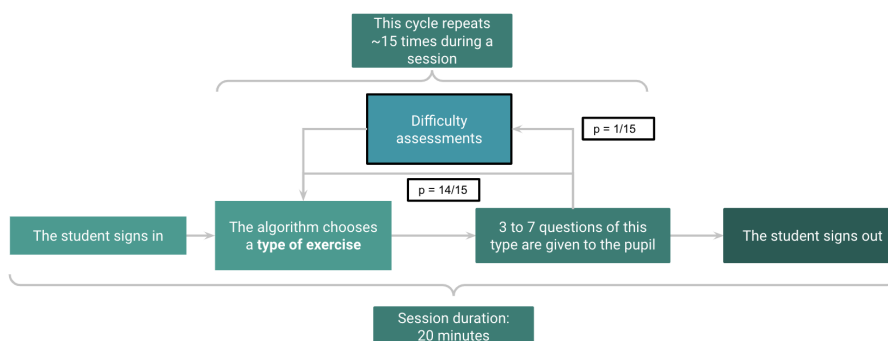 This cycle repeats
~15 times during a
session
Difficulty
assessments
p = 1/15
p = 14/15
The student signs in
The algorithm chooses
a type of exercise
3 to 7 questions of this
type are given to the pupil
The student signs out
Session duration:
20 minutes